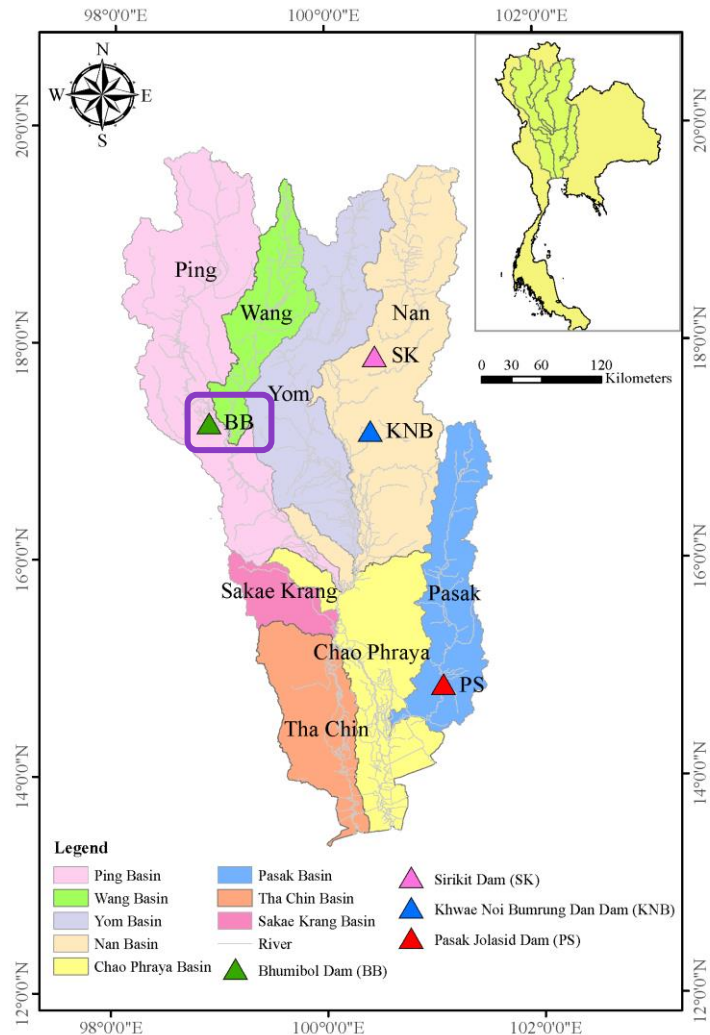 98°0'0"E 100°0'0"E 102°0'0"E
N
W E
S
20°0'0"N 20°0'0"N
Ping
Wang
Nan
18°0'0"N 18°0'0"N
SK
0 30 60 120
Kilometers
Yom
BB
KNB
16°0'0"N 16°0'0"N
Sakae Krang
Pasak
Chao Phraya
PS
Tha Chin
14°0'0"N 14°0'0"N
Legend
Ping Basin
Wang Basin
Yom Basin
Nan Basin
Chao Phraya Basin
Pasak Basin
Tha Chin Basin
Sakae Krang Basin
River
Bhumibol Dam (BB)
Sirikit Dam (SK)
Khwae Noi Bumrung Dan Dam (KNB)
Pasak Jolasid Dam (PS)
12°0'0"N 12°0'0"N
98°0'0"E 100°0'0"E 102°0'0"E